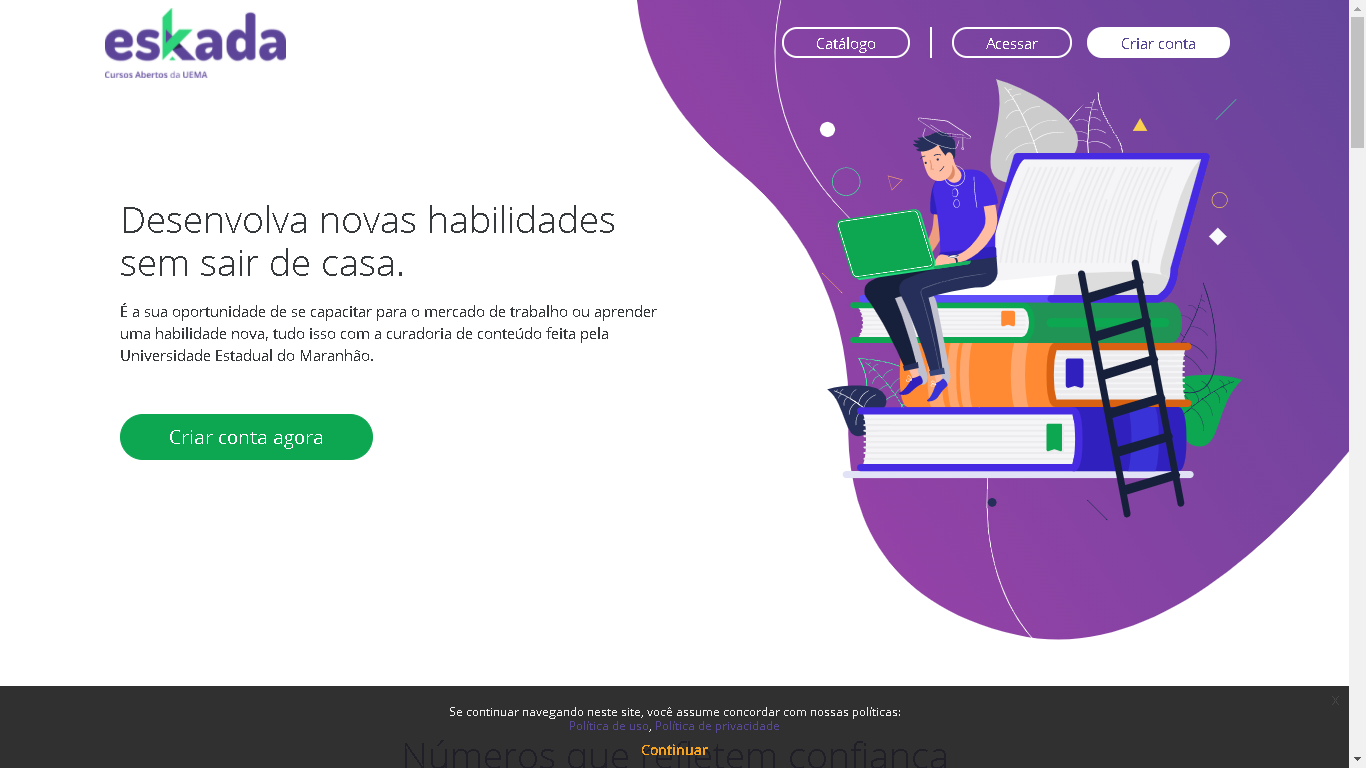 eskada
Cursos Abertos da UEMA
Catálogo
Acessar
Criar conta
Desenvolva novas habilidades
sem sair de casa.
É a sua oportunidade de se capacitar para o mercado de trabalho ou aprender
uma habilidade nova, tudo isso com a curadoria de conteúdo feita pela
Universidade Estadual do Maranhão.
Criar conta agora
x
Se continuar navegando neste site, você assume concordar com nossas políticas:
Política de uso, Política de privacidade
Continuar
Números que refletem confiança